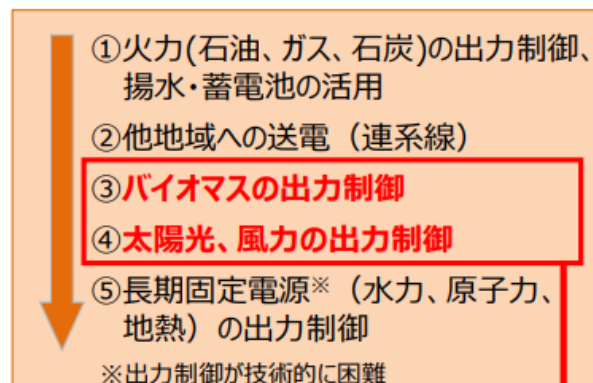 ①火力(石油、ガス、石炭)の出力制御、
揚水・蓄電池の活用
②他地域への送電（連系線）
③バイオマスの出力制御
④太陽光、風力の出力制御
⑤長期固定電源※（水力、原子力、
地熱）の出力制御
※出力制御が技術的に困難